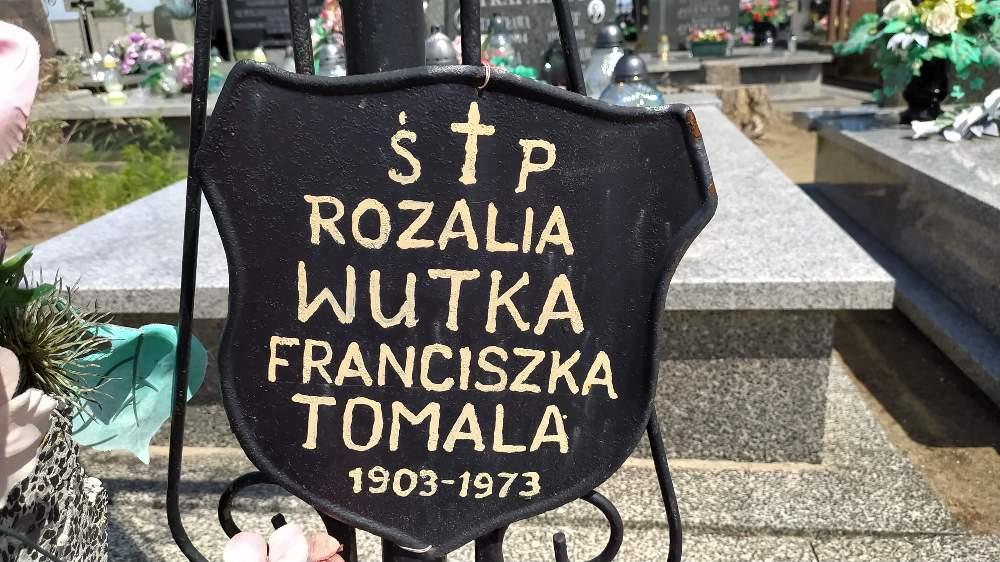 Ś † P
ROZALIA
WUTKA
FRANCISZKA
TOMALA
1903-1973